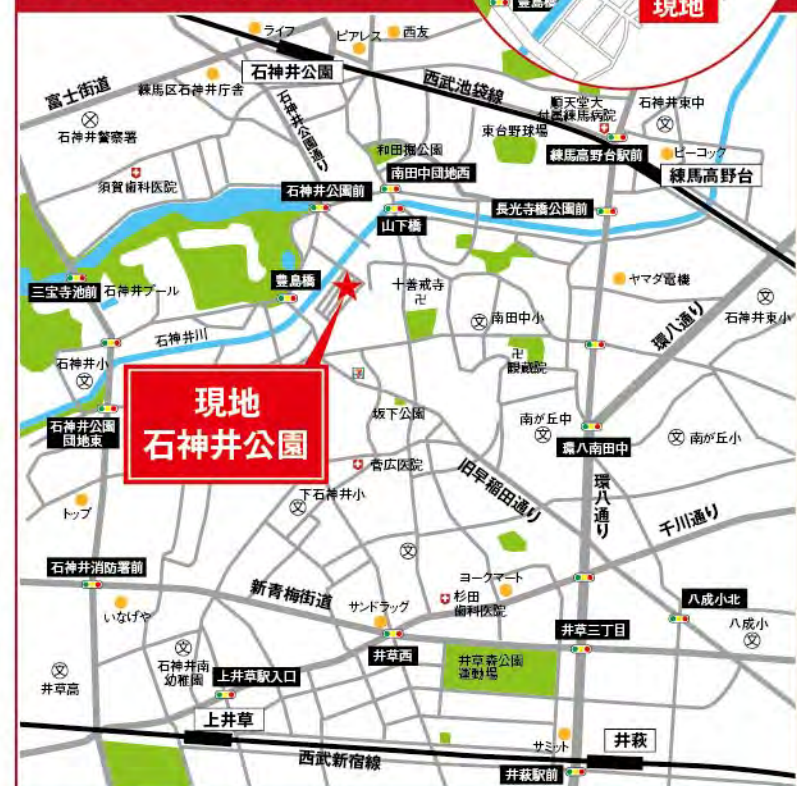 豊島橋
現地
ライフ
ピアレス
西友
石神井公園
富士街道
練馬区石神井庁舎
石神井公園通り
西武池袋線
順天堂大
付属練馬病院
石神井東中
石神井警察署
東台野球場
和田堀公園
練馬高野台駅前
ピーコック
練馬高野台
須賀歯科医院
石神井公園前
南田中団地西
長光寺橋公園前
山下橋
三宝寺池前
石神井プール
豊島橋
十善戒寺
ヤマダ電機
環八通り
石神井東小
石神井川
南田中小
石神井小
観蔵院
現地
石神井公園
坂下公園
南が丘中
南が丘小
石神井公園
団地東
環八南田中
菅広医院
旧早稲田通り
下石神井小
環八通り
千川通り
トップ
石神井消防署前
新青梅街道
ヨークマート
いなげや
サンドラッグ
杉田
歯科医院
八成小北
井草三丁目
八成小
井草西
石神井南
幼稚園
上井草駅入口
井草森公園
運動場
井草高
上井草
井荻
サミット
西武新宿線
井荻駅前